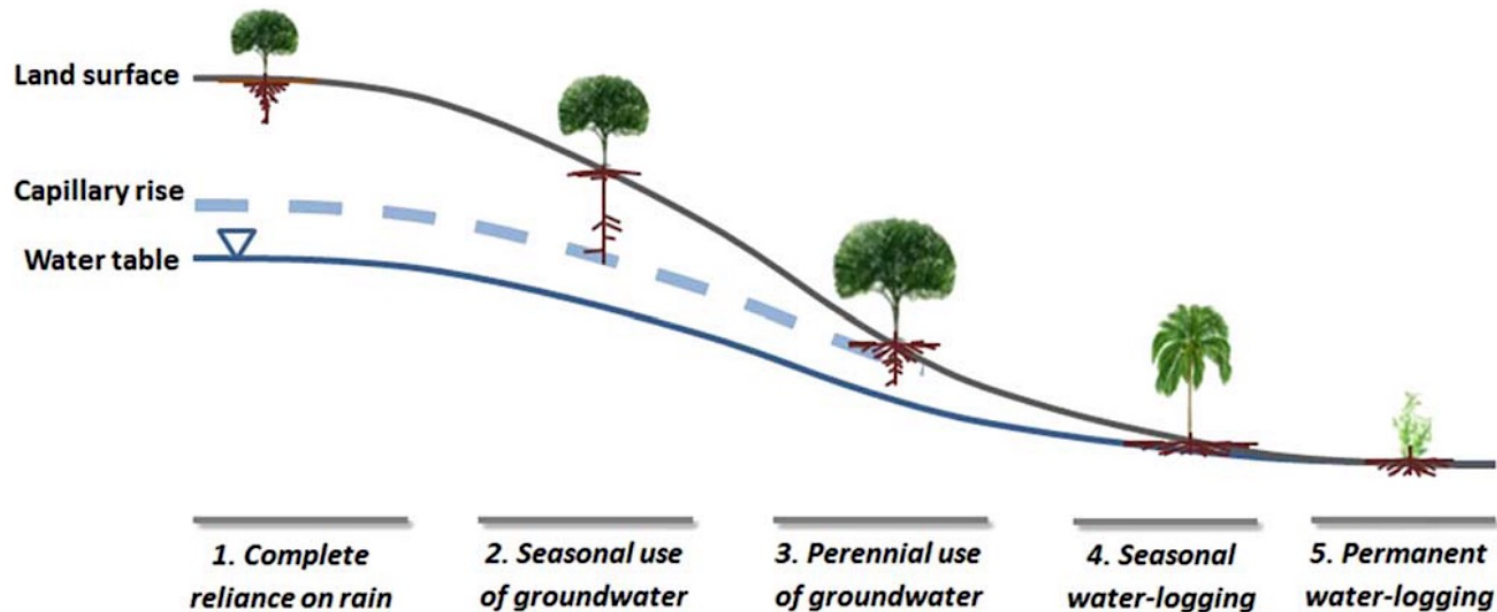 Land surface
Capillary rise
Water table
1. Complete
reliance on rain
2. Seasonal use
of groundwater
3. Perennial use
of groundwater
4. Seasonal
water-logging
5. Permanent
water-logging